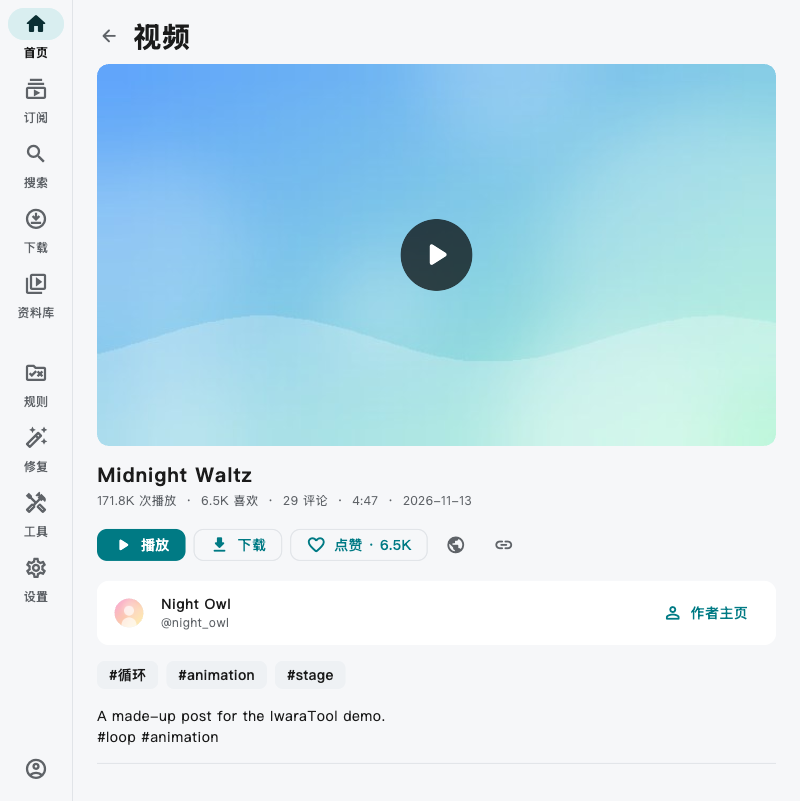 首页
订阅
搜索
下载
资料库
规则
修复
工具
设置
视频
Midnight Waltz
171.8K 次播放 · 6.5K 喜欢 · 29 评论 · 4:47 · 2026-11-13
播放
下载
点赞 · 6.5K
Night Owl
@night_owl
作者主页
#循环 #animation #stage
A made-up post for the IwaraTool demo.
#loop #animation